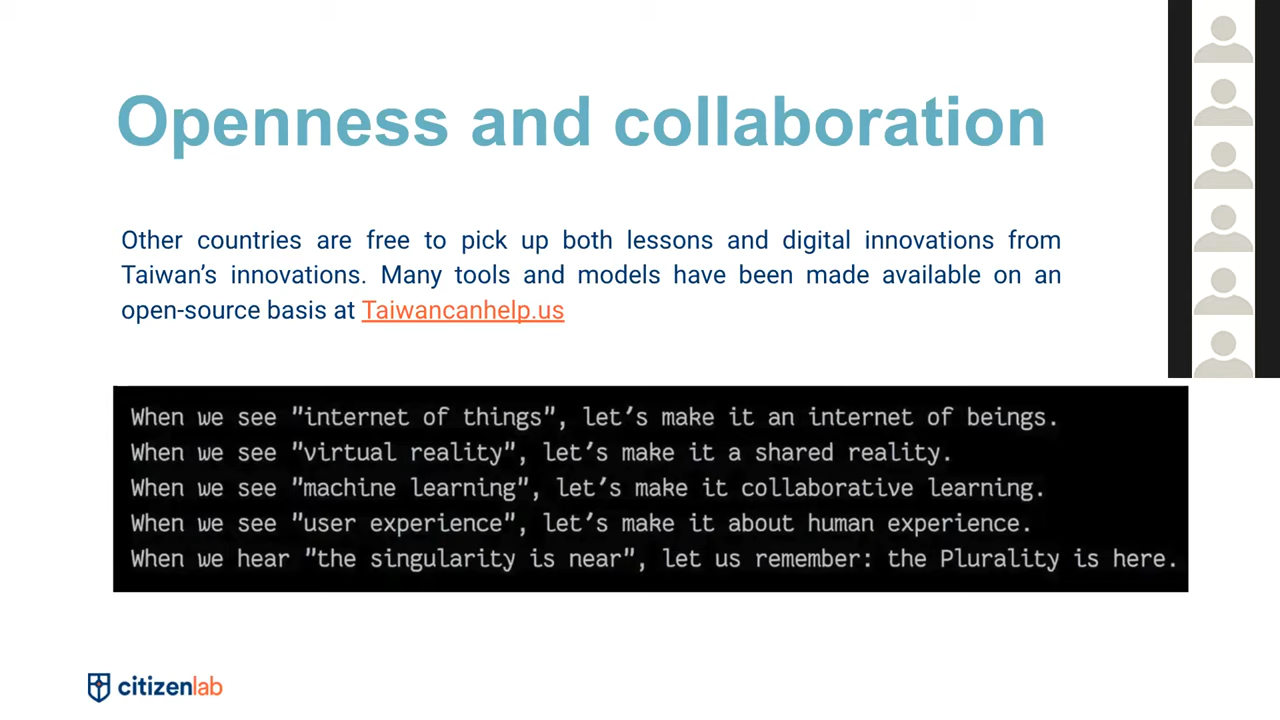 Openness and collaboration
Other countries are free to pick up both lessons and digital innovations from
Taiwan's innovations. Many tools and models have been made available on an
open-source basis at Taiwancanhelp.us
When we see "internet of things", let's make it an internet of beings.
When we see "virtual reality", let's make it a shared reality.
When we see "machine learning", let's make it collaborative learning.
When we see "user experience", let's make it about human experience.
When we hear "the singularity is near", let us remember: the Plurality is here.
citizenlab